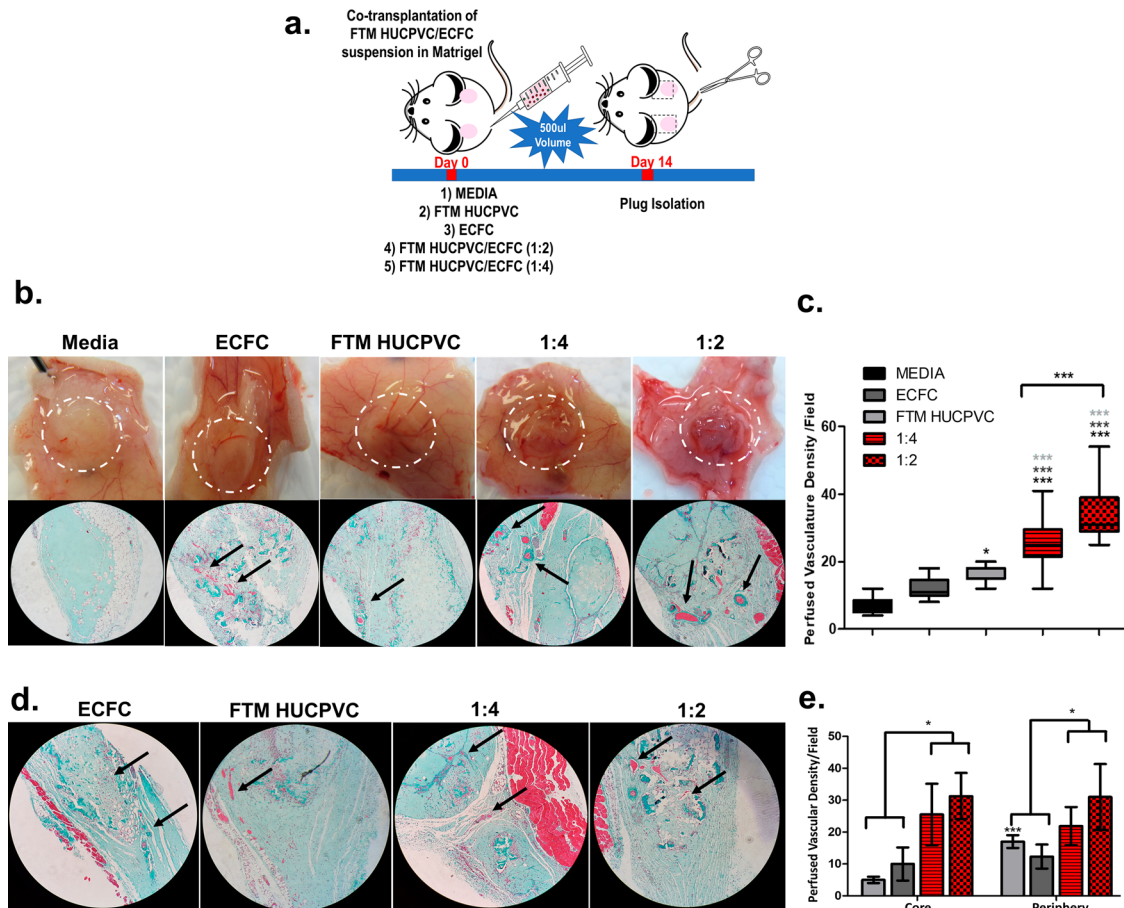 a.
Co-transplantation of
FTM HUCPVC/ECFC
suspension in Matrigel
500ul
Volume
Day 0
Day 14
1) MEDIA
2) FTM HUCPVC
3) ECFC
4) FTM HUCPVC/ECFC (1:2)
5) FTM HUCPVC/ECFC (1:4)
Plug Isolation
b.
Media
ECFC
FTM HUCPVC
1:4
1:2
c.
MEDIA
ECFC
FTM HUCPVC
1:4
1:2
***
***
***
***
***
***
***
*
Perfused Vasculature Density/Field
60
40
20
0
d.
ECFC
FTM HUCPVC
1:4
1:2
e.
*
*
***
Perfused Vascular Density/Field
50
40
30
20
10
0
Core
Periphery